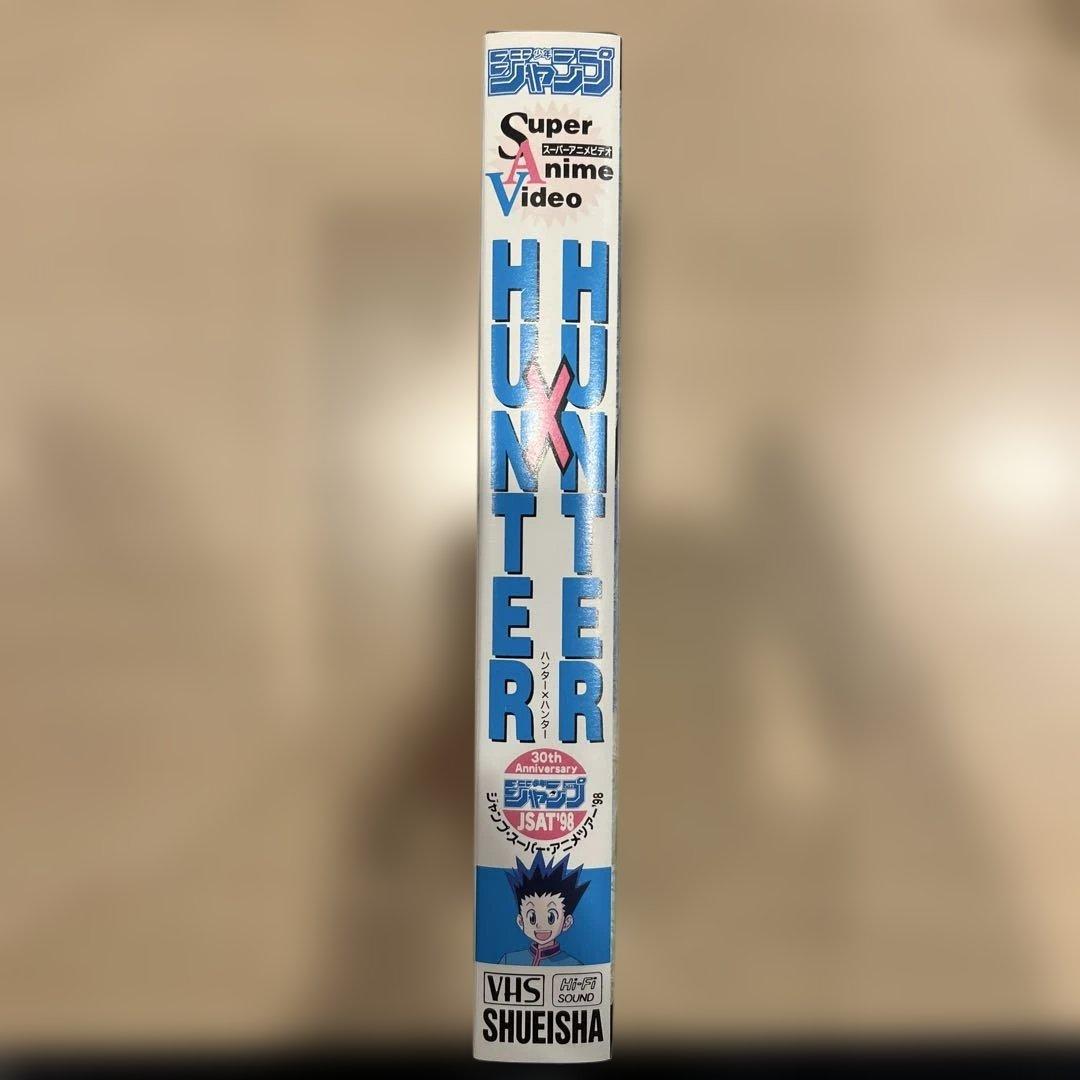 少年
ジャンプ
Super
スーパーアニメビデオ
Anime
Video
HUNTER
X
HUNTER
ハンター×ハンター
30th
Anniversary
ジャンプ
JSAT'98
ジャンプ・スーパー・アニメツアー'98
VHS
Hi-Fi
SOUND
SHUEISHA